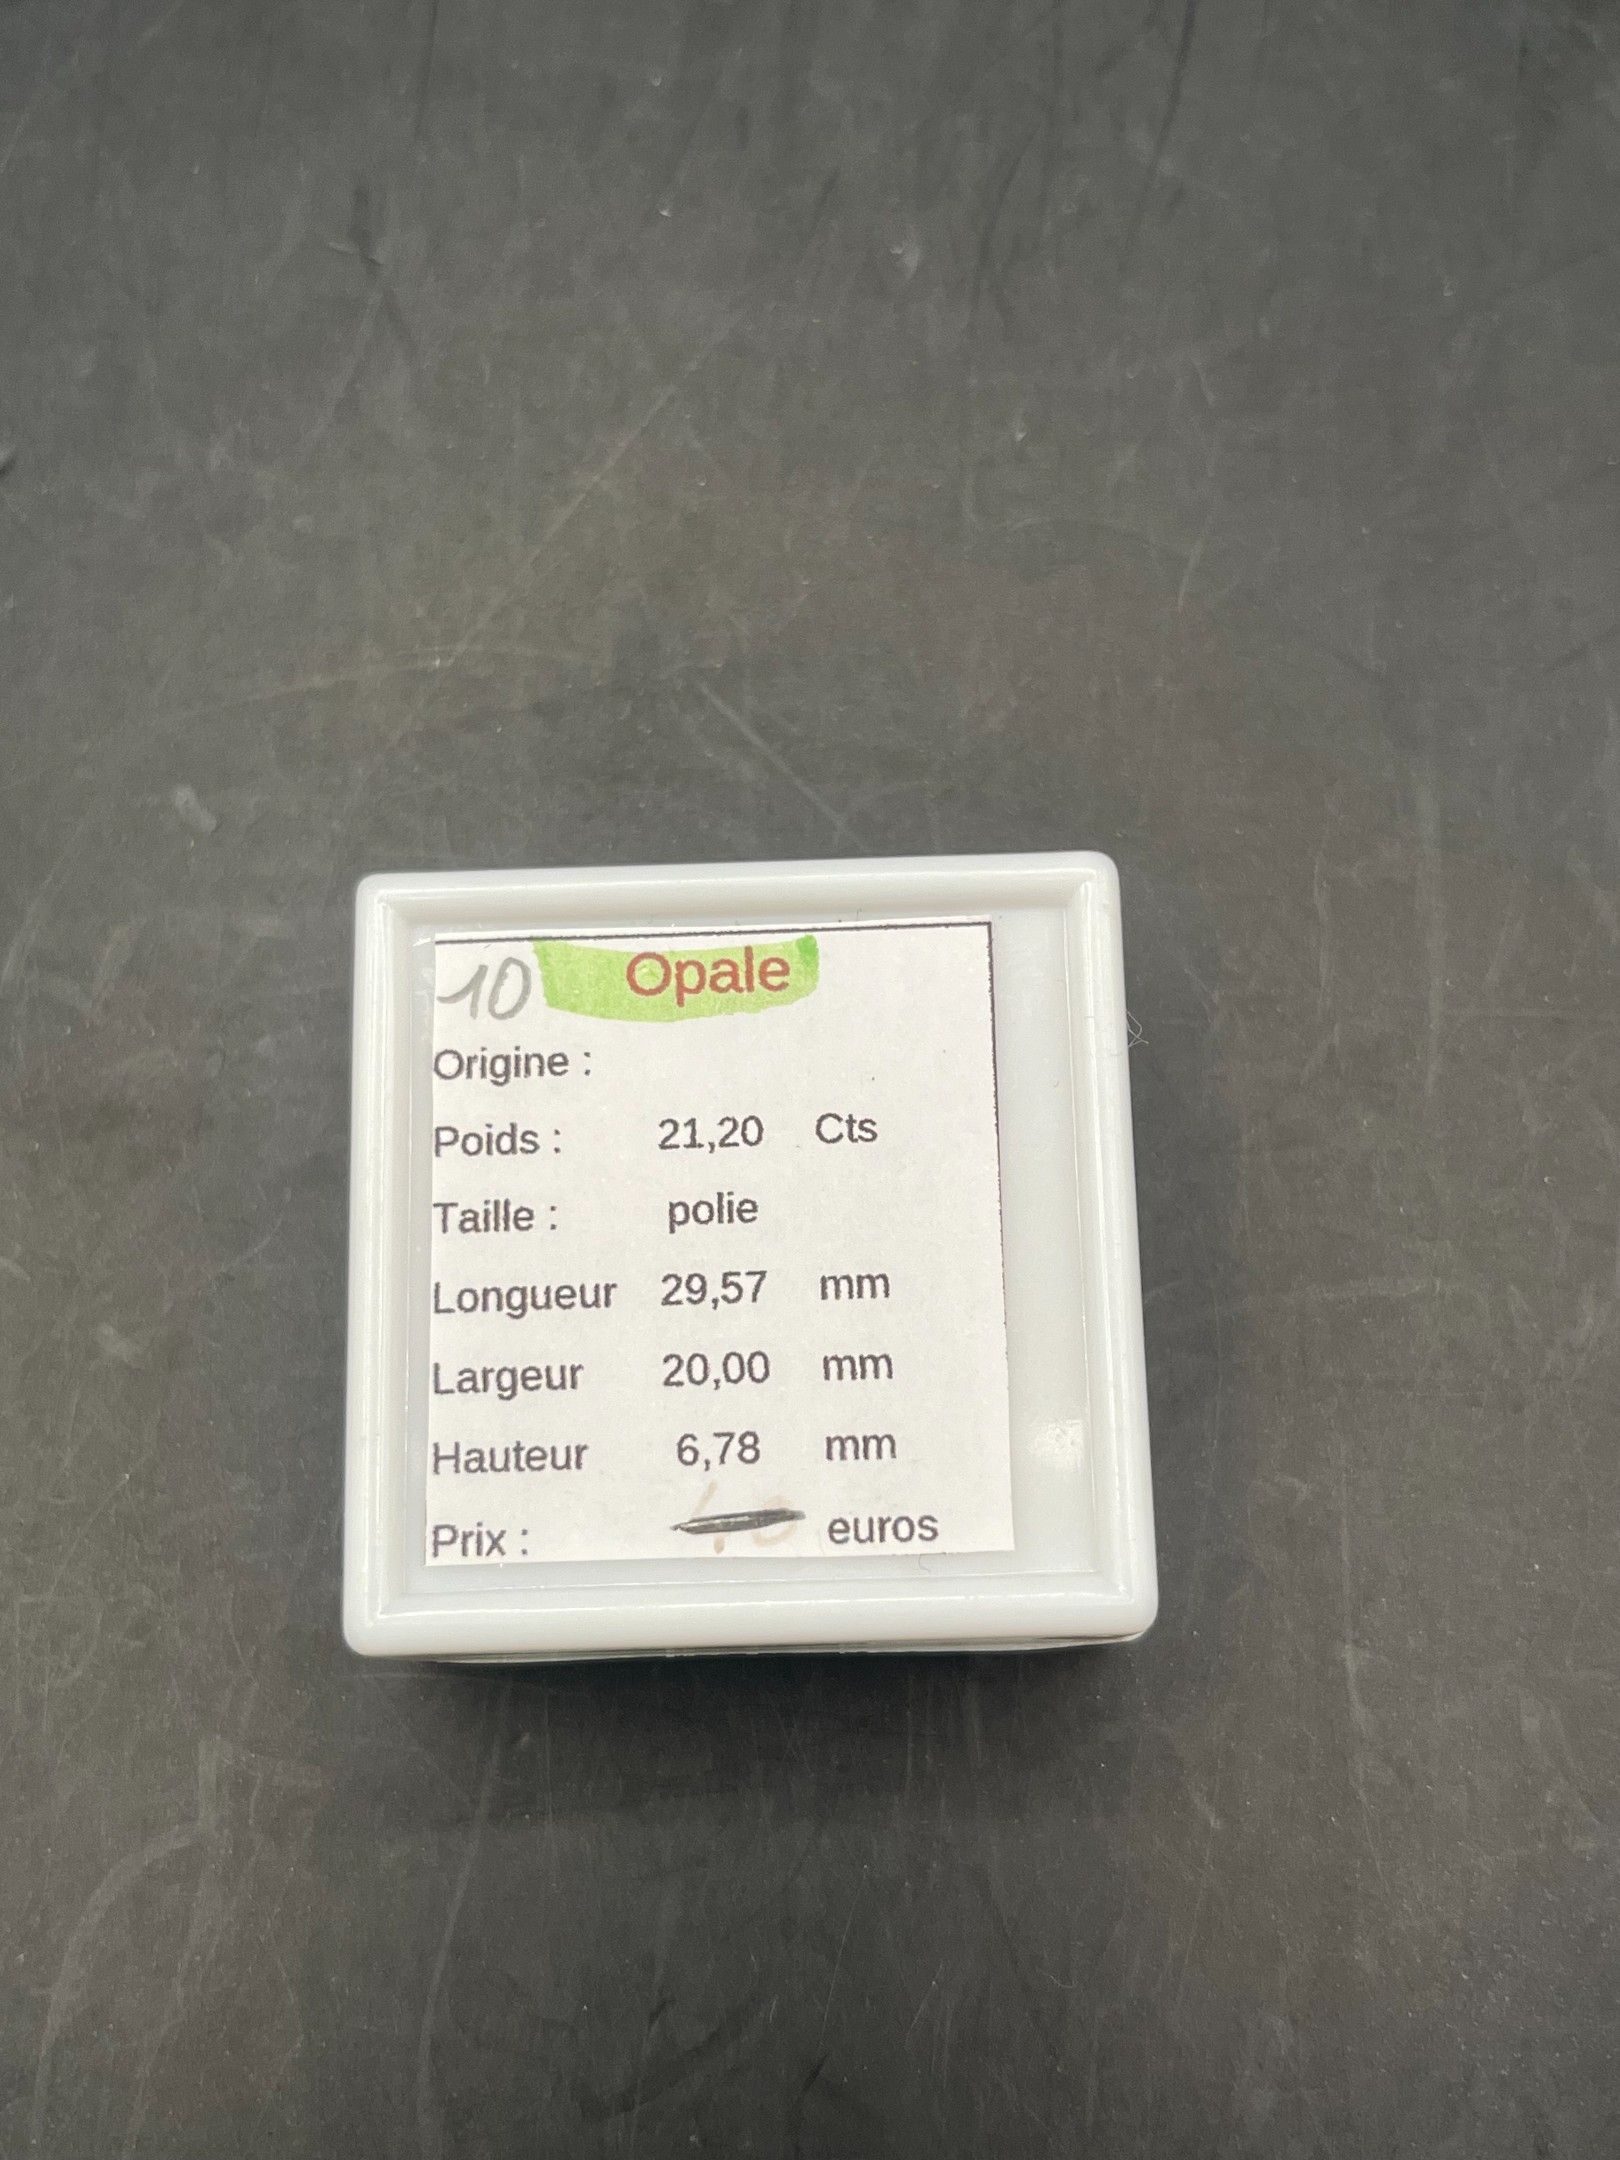 10 Opale
Origine :
Poids : 21,20 Cts
Taille : polie
Longueur 29,57 mm
Largeur 20,00 mm
Hauteur 6,78 mm
Prix : euros